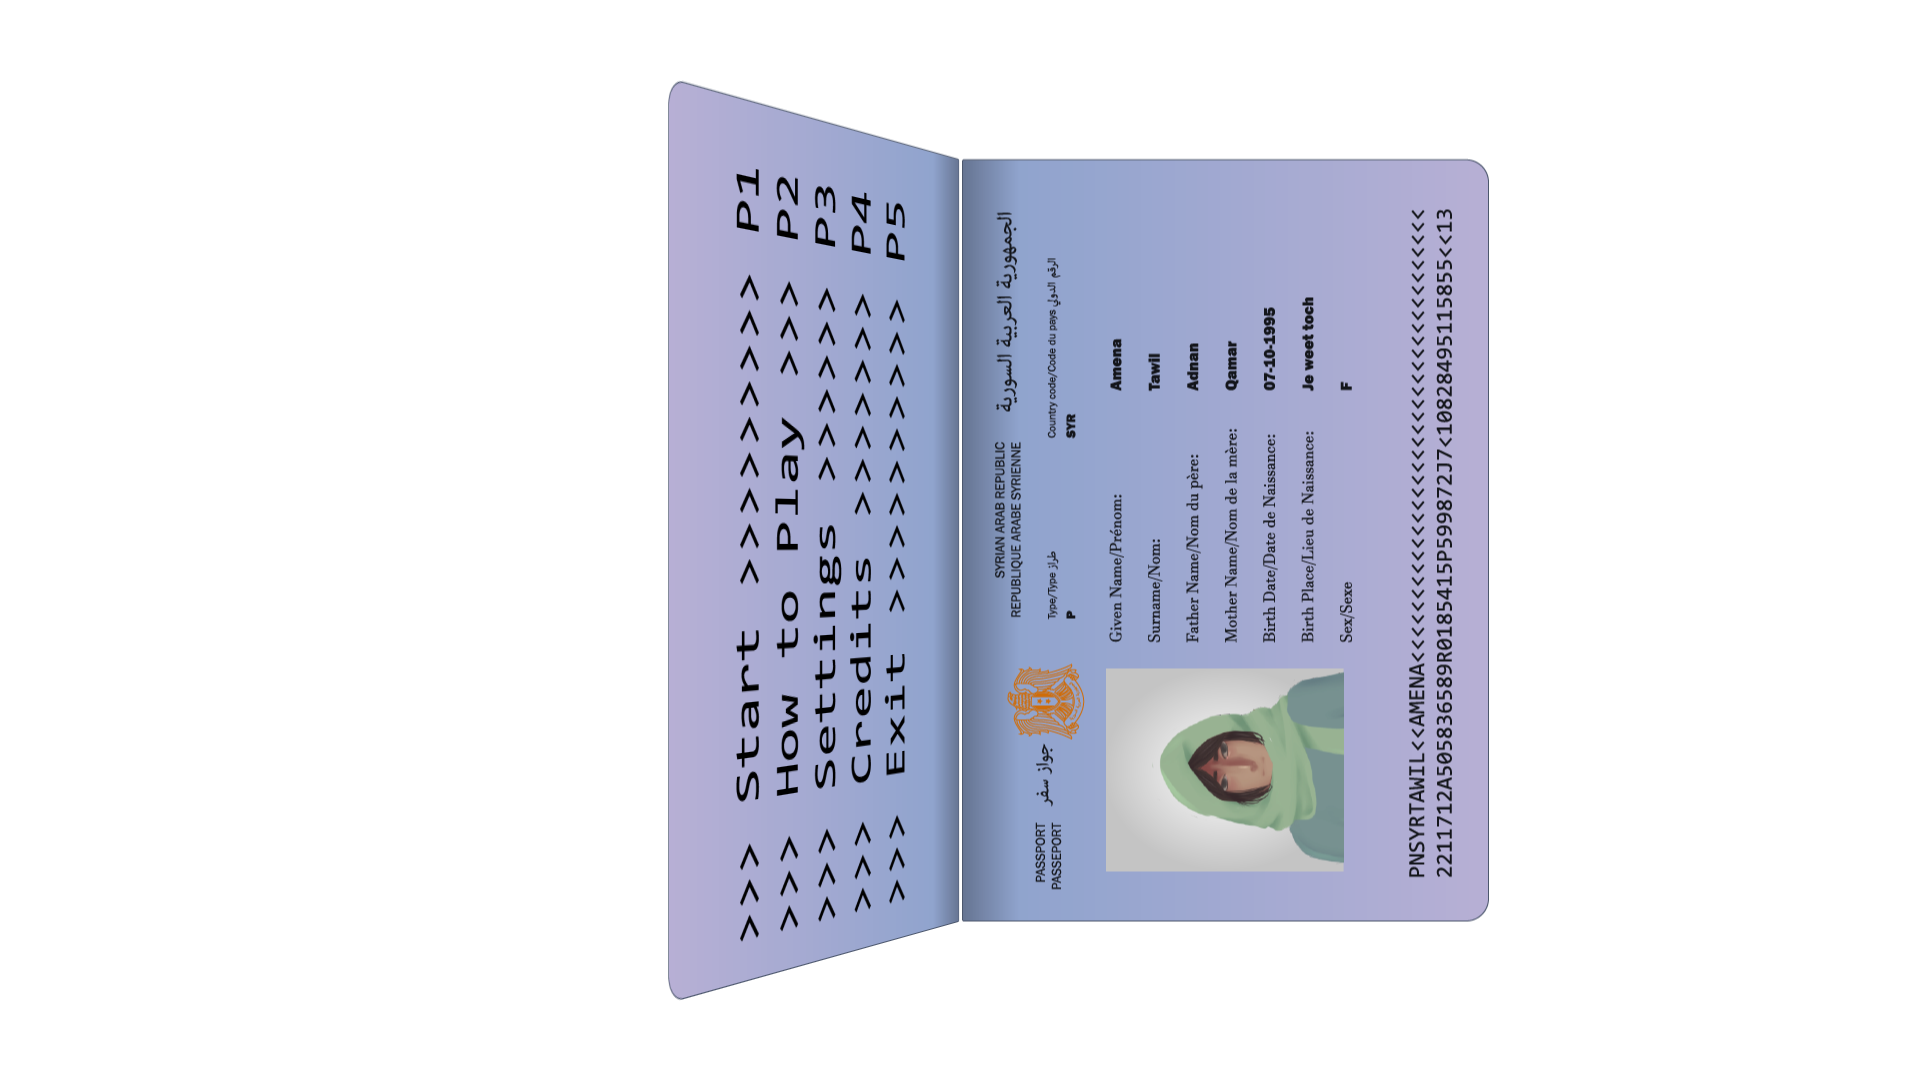 >>> Start >>>>>>>>> P1
>>> How to Play >>> P2
>>> Settings >>>>>> P3
>>> Credits >>>>>>> P4
>>> Exit >>>>>>>>>> P5
SYRIAN ARAB REPUBLIC
REPUBLIQUE ARABE SYRIENNE
الجمهورية العربية السورية
PASSPORT
PASSEPORT
جواز سفر
Type/Type طراز
P
Country code/Code du pays الرقم الدولي
SYR
Given Name/Prénom: Amena
Surname/Nom: Tawil
Father Name/Nom du père: Adnan
Mother Name/Nom de la mère: Qamar
Birth Date/Date de Naissance: 07-10-1995
Birth Place/Lieu de Naissance: Je weet toch
Sex/Sexe F
PNSYRTAWIL<<AMENA<<<<<<<<<<<<<<<<<<<<<<<<<<<<<<<<<<<
22117712A5058365589R0185415P599872J7<10828495115855<<13